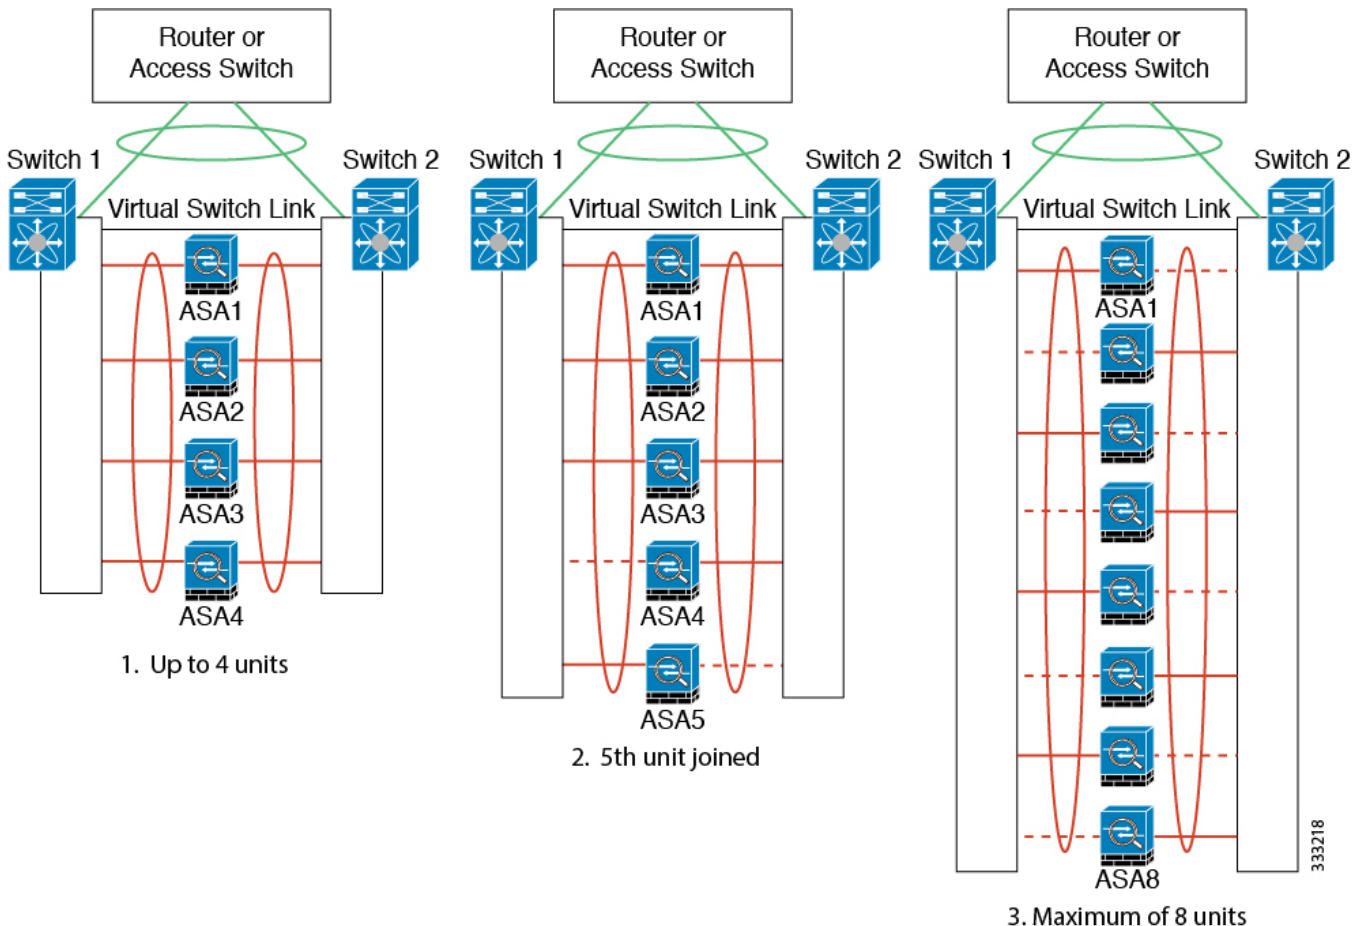 Router or
Access Switch
Switch 1
Switch 2
Virtual Switch Link
ASA1
ASA2
ASA3
ASA4
1. Up to 4 units
Router or
Access Switch
Switch 1
Switch 2
Virtual Switch Link
ASA1
ASA2
ASA3
ASA4
ASA5
2. 5th unit joined
Router or
Access Switch
Switch 1
Switch 2
Virtual Switch Link
ASA1
ASA8
3. Maximum of 8 units
333218